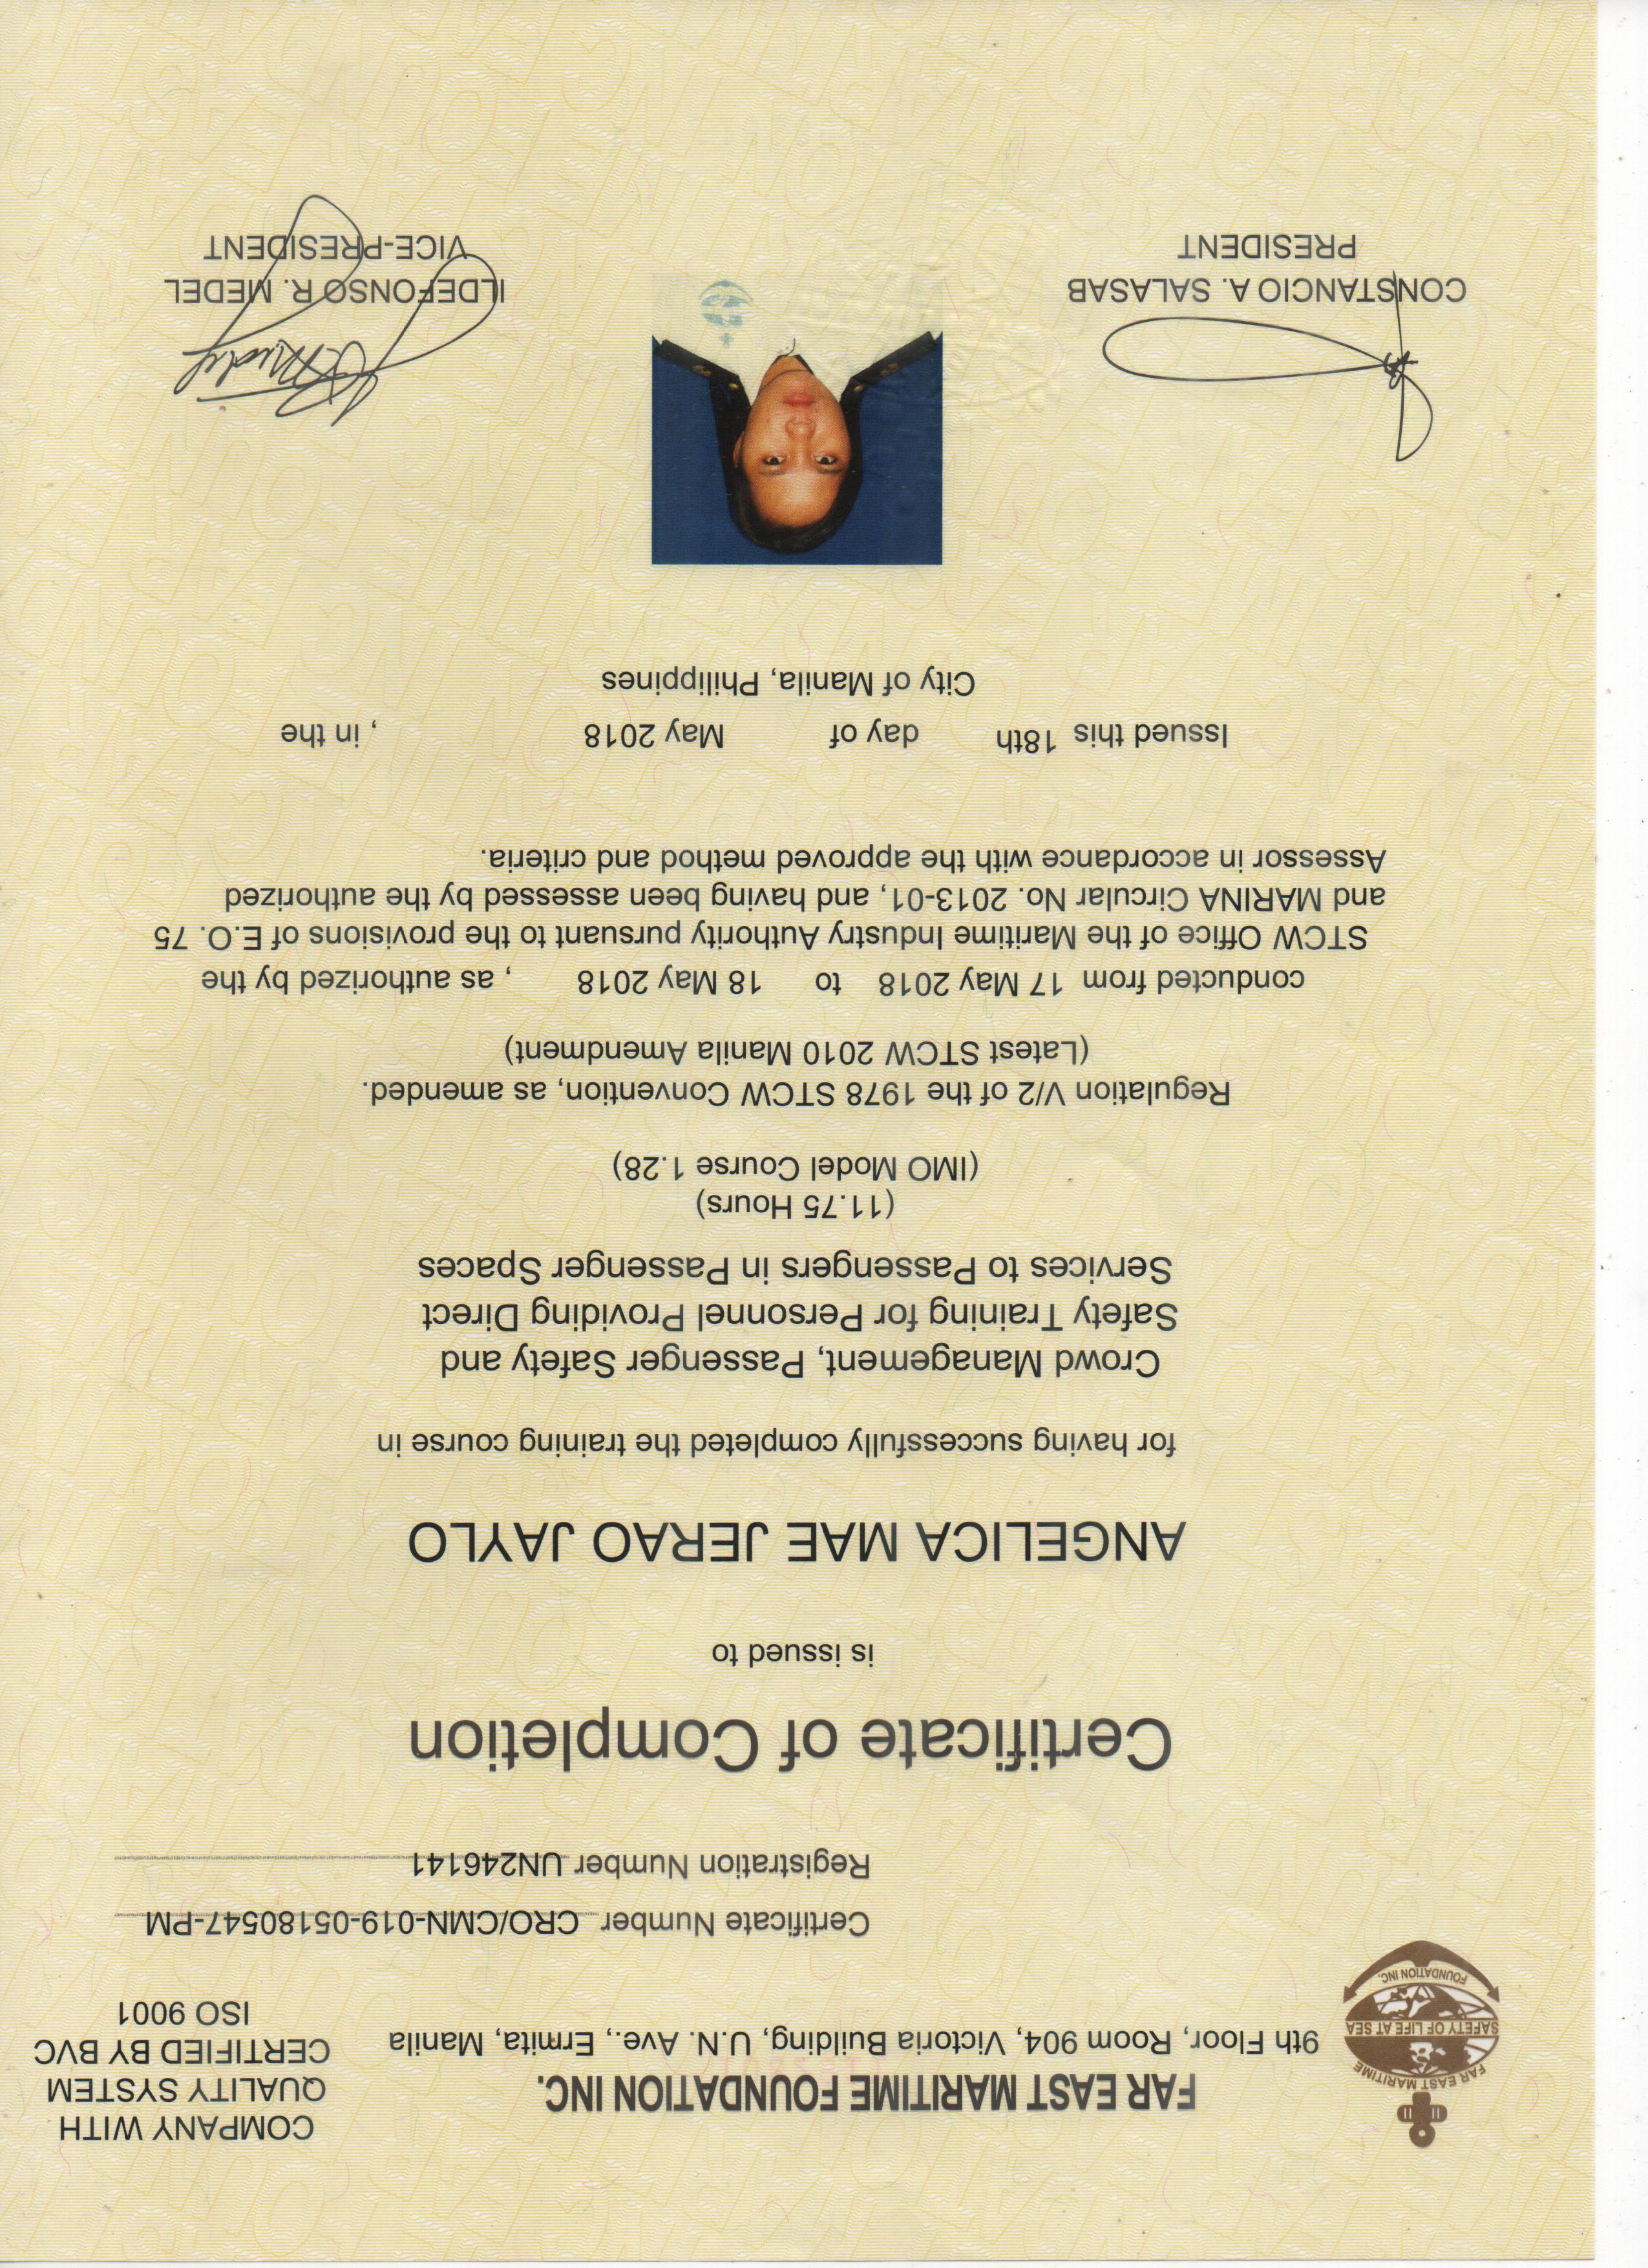 FAR EAST MARITIME
SAFETY OF LIFE AT SEA
FOUNDATION INC.
FAR EAST MARITIME FOUNDATION INC.
9th Floor, Room 904, Victoria Building, U.N. Ave., Ermita, Manila
COMPANY WITH
QUALITY SYSTEM
CERTIFIED BY BVC
ISO 9001
Certificate Number CRO/CMN-019-05180547-PM
Registration Number UN246141
Certificate of Completion
is issued to
ANGELICA MAE JERAO JAYLO
for having successfully completed the training course in
Crowd Management, Passenger Safety and
Safety Training for Personnel Providing Direct
Services to Passengers in Passenger Spaces
(11.75 Hours)
(IMO Model Course 1.28)
Regulation V/2 of the 1978 STCW Convention, as amended.
(Latest STCW 2010 Manila Amendment)
conducted from 17 May 2018 to 18 May 2018 , as authorized by the
STCW Office of the Maritime Industry Authority pursuant to the provisions of E.O. 75
and MARINA Circular No. 2013-01, and having been assessed by the authorized
Assessor in accordance with the approved method and criteria.
Issued this 18th day of May 2018 , in the
City of Manila, Philippines
CONSTANCIO A. SALASAB
PRESIDENT
ILDEFONSO R. MEDEL
VICE-PRESIDENT